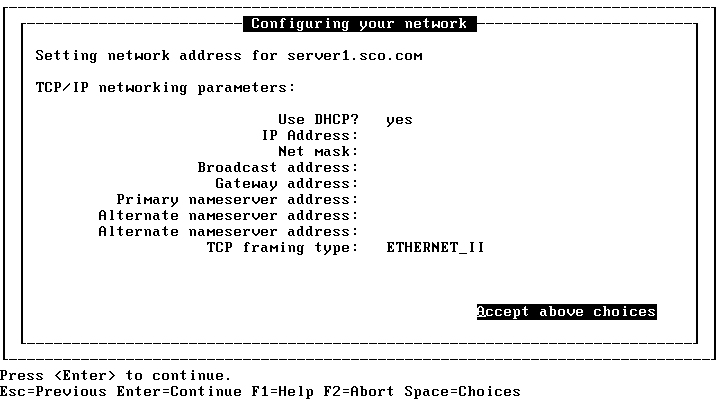 Configuring your network
Setting network address for server1.sco.com
TCP/IP networking parameters:
Use DHCP? yes
IP Address:
Net mask:
Broadcast address:
Gateway address:
Primary nameserver address:
Alternate nameserver address:
Alternate nameserver address:
TCP framing type: ETHERNET_II
Accept above choices
Press <Enter> to continue.
Esc=Previous Enter=Continue F1=Help F2=Abort Space=Choices